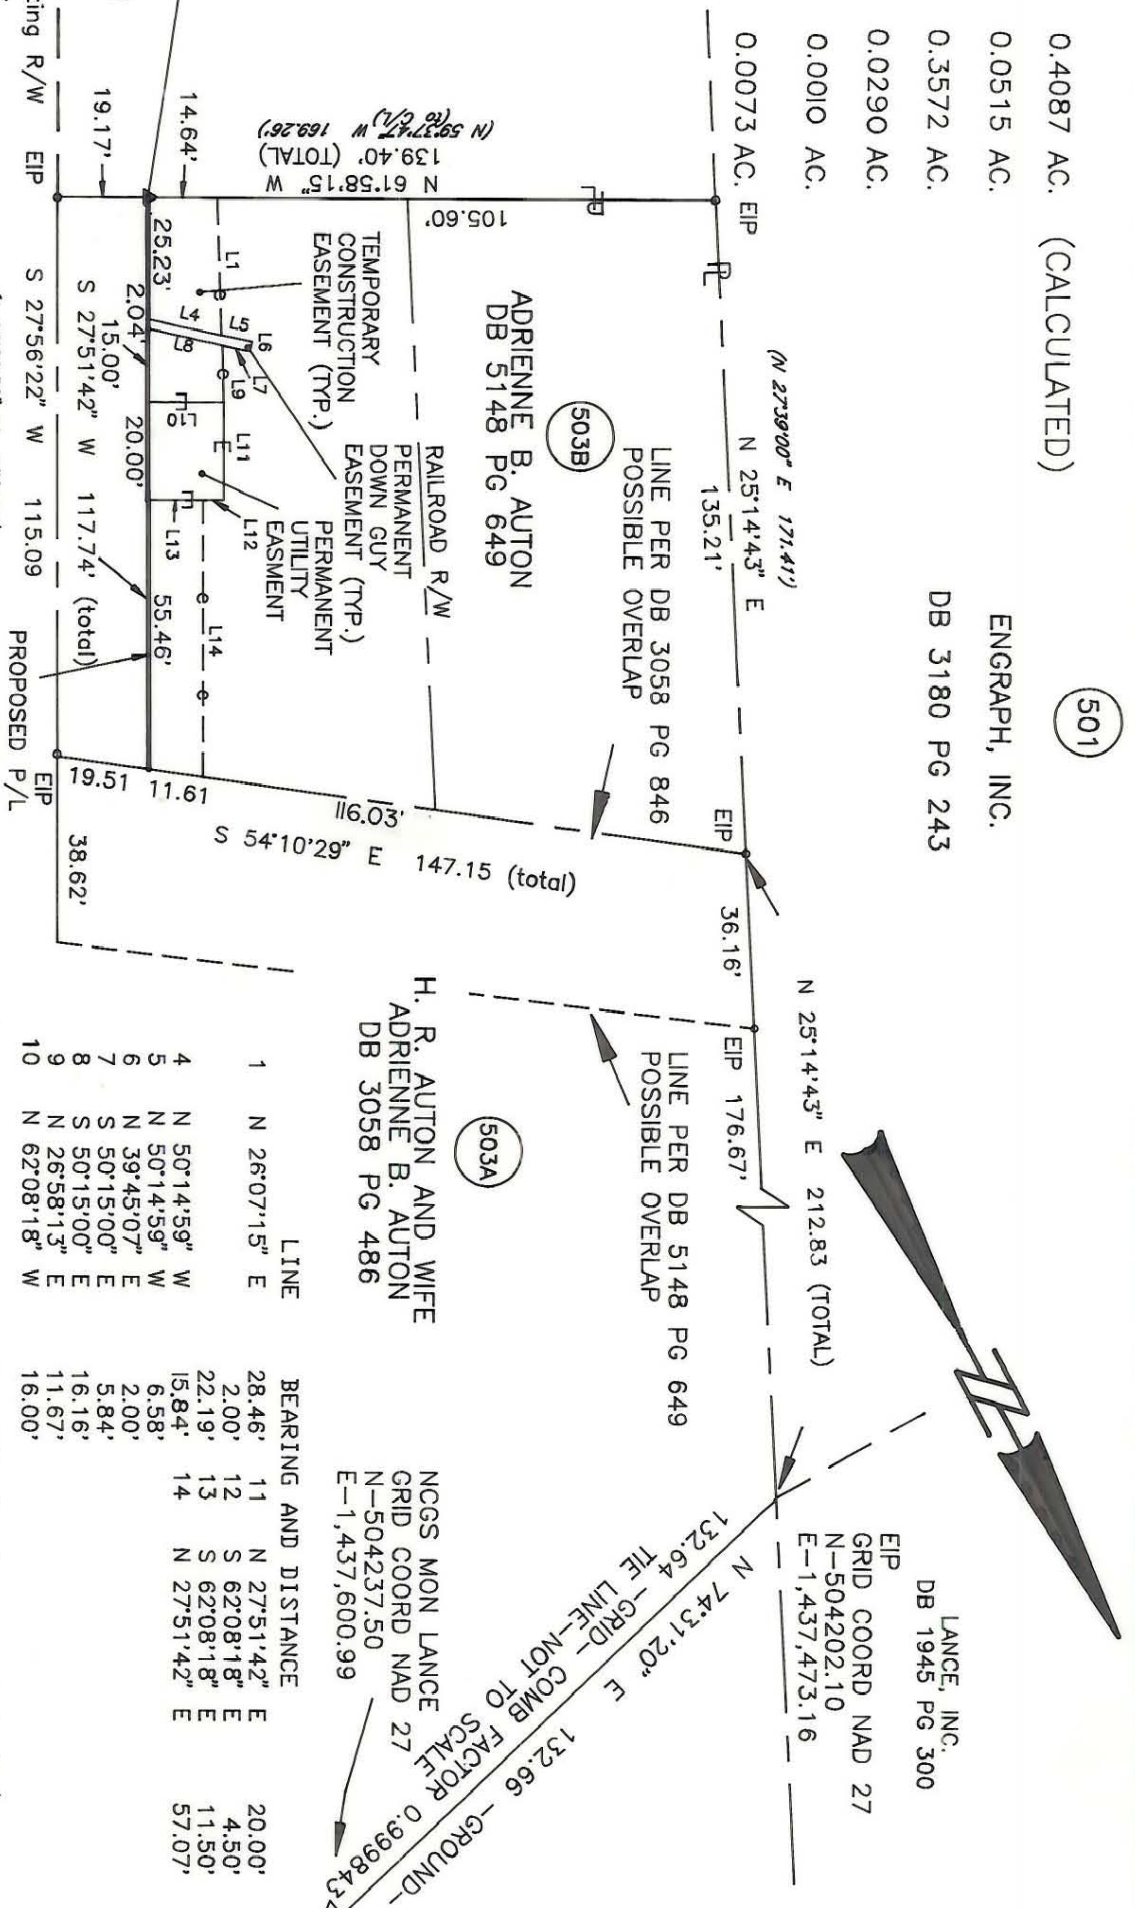 0.4087 AC. (CALCULATED)
0.0515 AC.
0.3572 AC.
0.0290 AC.
0.0010 AC.
0.0073 AC.
501
ENGRAPH, INC.
DB 3180 PG 243
LANCE, INC.
DB 1945 PG 300
EIP
GRID COORD NAD 27
N-504202.10
E-1,437,473.16
N 25°14'43" E 212.83 (TOTAL)
(N 27°39'00" E 171.41')
N 25°14'43" E
135.21'
EIP
EIP
36.16'
EIP 176.67'
LINE PER DB 3058 PG 846
POSSIBLE OVERLAP
LINE PER DB 5148 PG 649
POSSIBLE OVERLAP
503B
ADRIENNE B. AUTON
DB 5148 PG 649
503A
H. R. AUTON AND WIFE
ADRIENNE B. AUTON
DB 3058 PG 486
N 74°31'20" E 132.66 -GROUND-
132.64 -GRID- COMB FACTOR 0.999843
TIE LINE-NOT TO SCALE
NCGS MON LANCE
GRID COORD NAD 27
N-504237.50
E-1,437,600.99
105.60'
N 61°58'15" W
139.40' (TOTAL)
(N 59°37'47" W 169.26')
(to C/L)
RAILROAD R/W
PERMANENT
DOWN GUY
EASEMENT (TYP.)
TEMPORARY
CONSTRUCTION
EASEMENT (TYP.)
PERMANENT
UTILITY
EASMENT
116.03'
S 54°10'29" E 147.15 (total)
14.64'
19.17'
L1
L4
L5
L6
L7
L8
L9
E
L11
L12
L13
L14
25.23'
2.04'
15.00'
20.00'
55.46'
11.61
19.51
S 27°51'42" W 117.74' (total)
EIP
S 27°56'22" W 115.09
EIP
38.62'
PROPOSED P/L
ing R/W
LINE BEARING AND DISTANCE
1 N 26°07'15" E 28.46' 11 N 27°51'42" E 20.00'
2.00' 12 S 62°08'18" E 4.50'
22.19' 13 S 62°08'18" E 11.50'
4 N 50°14'59" W 15.84' 14 N 27°51'42" E 57.07'
5 N 50°14'59" W 6.58'
6 N 39°45'07" E 2.00'
7 S 50°15'00" E 5.84'
8 S 50°15'00" E 16.16'
9 N 26°58'13" E 11.67'
10 N 62°08'18" W 16.00'